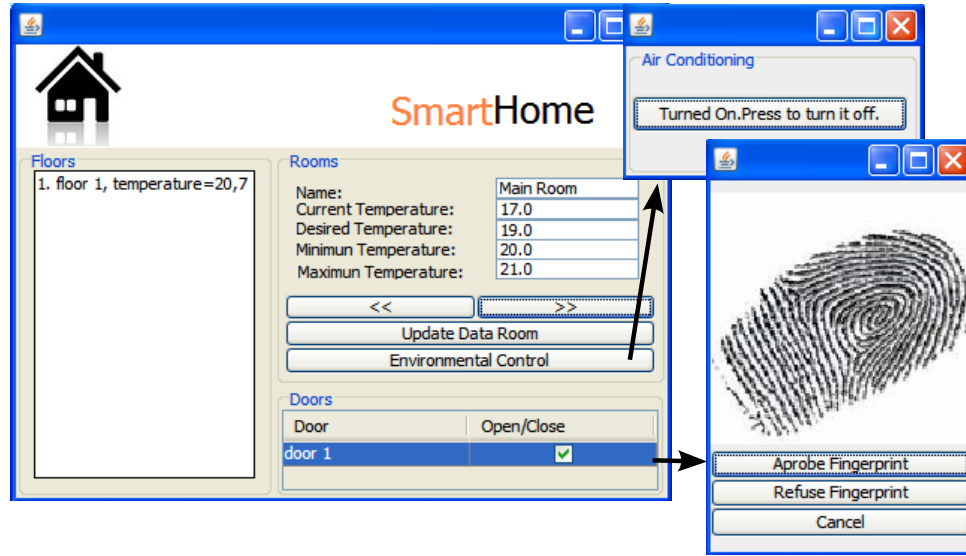 SmartHome
Floors
1. floor 1, temperature=20,7
Rooms
Name: Main Room
Current Temperature: 17.0
Desired Temperature: 19.0
Minimun Temperature: 20.0
Maximun Temperature: 21.0
<< >>
Update Data Room
Environmental Control
Doors
Door Open/Close
door 1
Air Conditioning
Turned On.Press to turn it off.
Aprobe Fingerprint
Refuse Fingerprint
Cancel